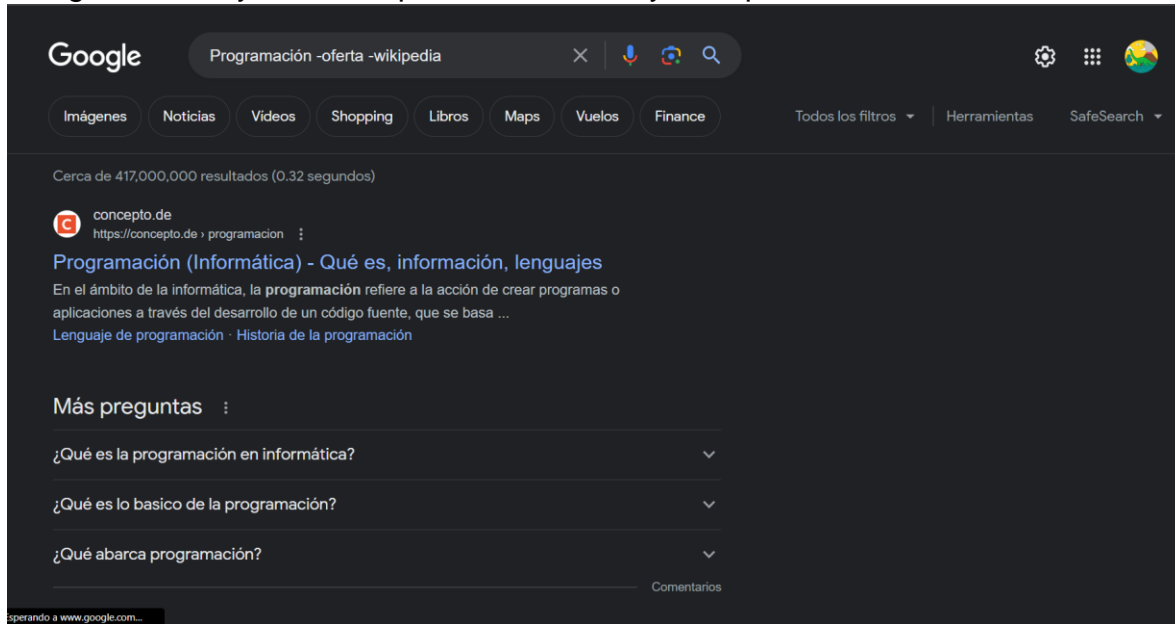 Google
Programación -oferta -wikipedia
Imágenes Noticias Videos Shopping Libros Maps Vuelos Finance Todos los filtros Herramientas SafeSearch
Cerca de 417,000,000 resultados (0.32 segundos)
concepto.de
https://concepto.de › programacion
Programación (Informática) - Qué es, información, lenguajes
En el ámbito de la informática, la programación refiere a la acción de crear programas o
aplicaciones a través del desarrollo de un código fuente, que se basa ...
Lenguaje de programación · Historia de la programación
Más preguntas
¿Qué es la programación en informática?
¿Qué es lo basico de la programación?
¿Qué abarca programación?
Comentarios
Esperando a www.google.com...